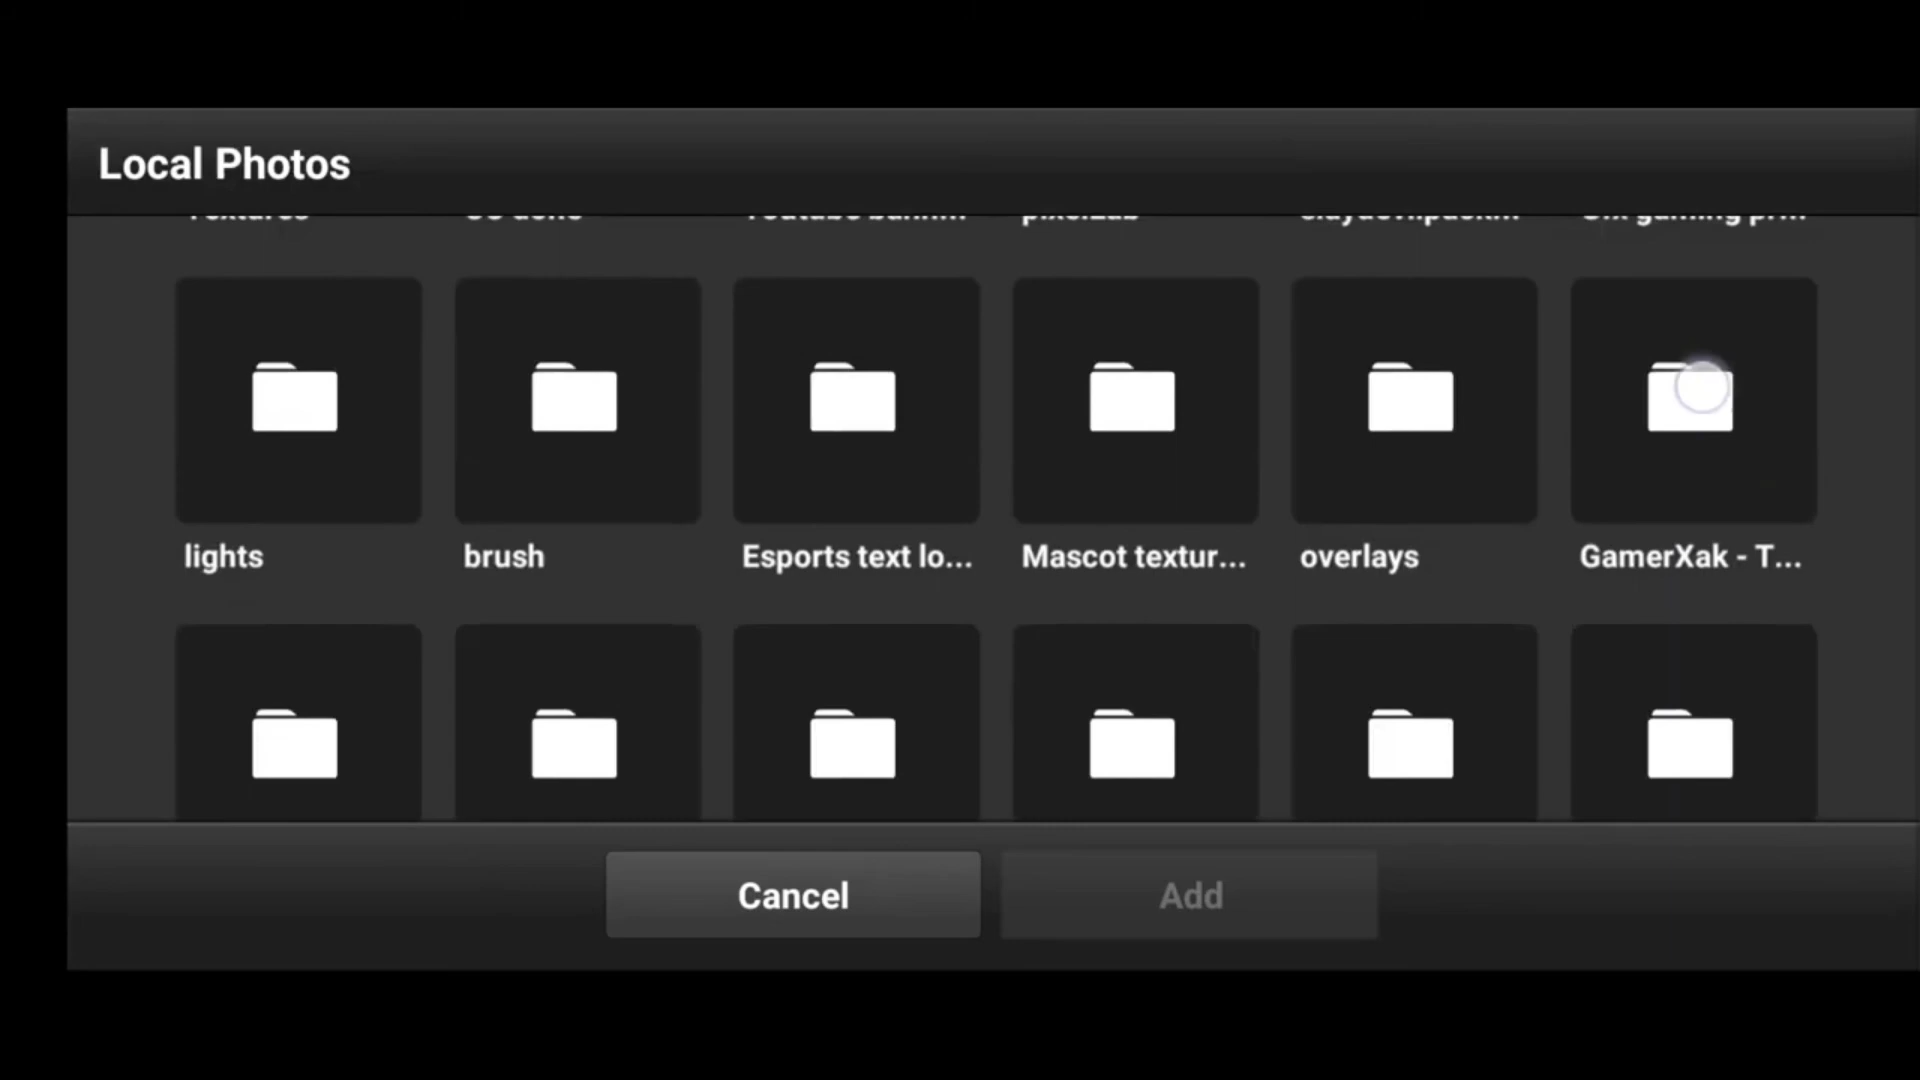 Local Photos
lights
brush
Esports text lo...
Mascot textur...
overlays
GamerXak - T...
Cancel
Add